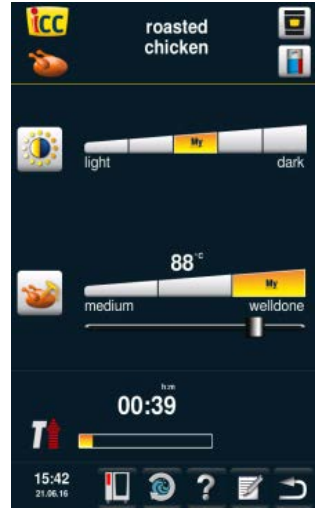 icc
roasted
chicken
My
light dark
88°C
My
medium welldone
h:m
00:39
T
15:42
21.06.16
?